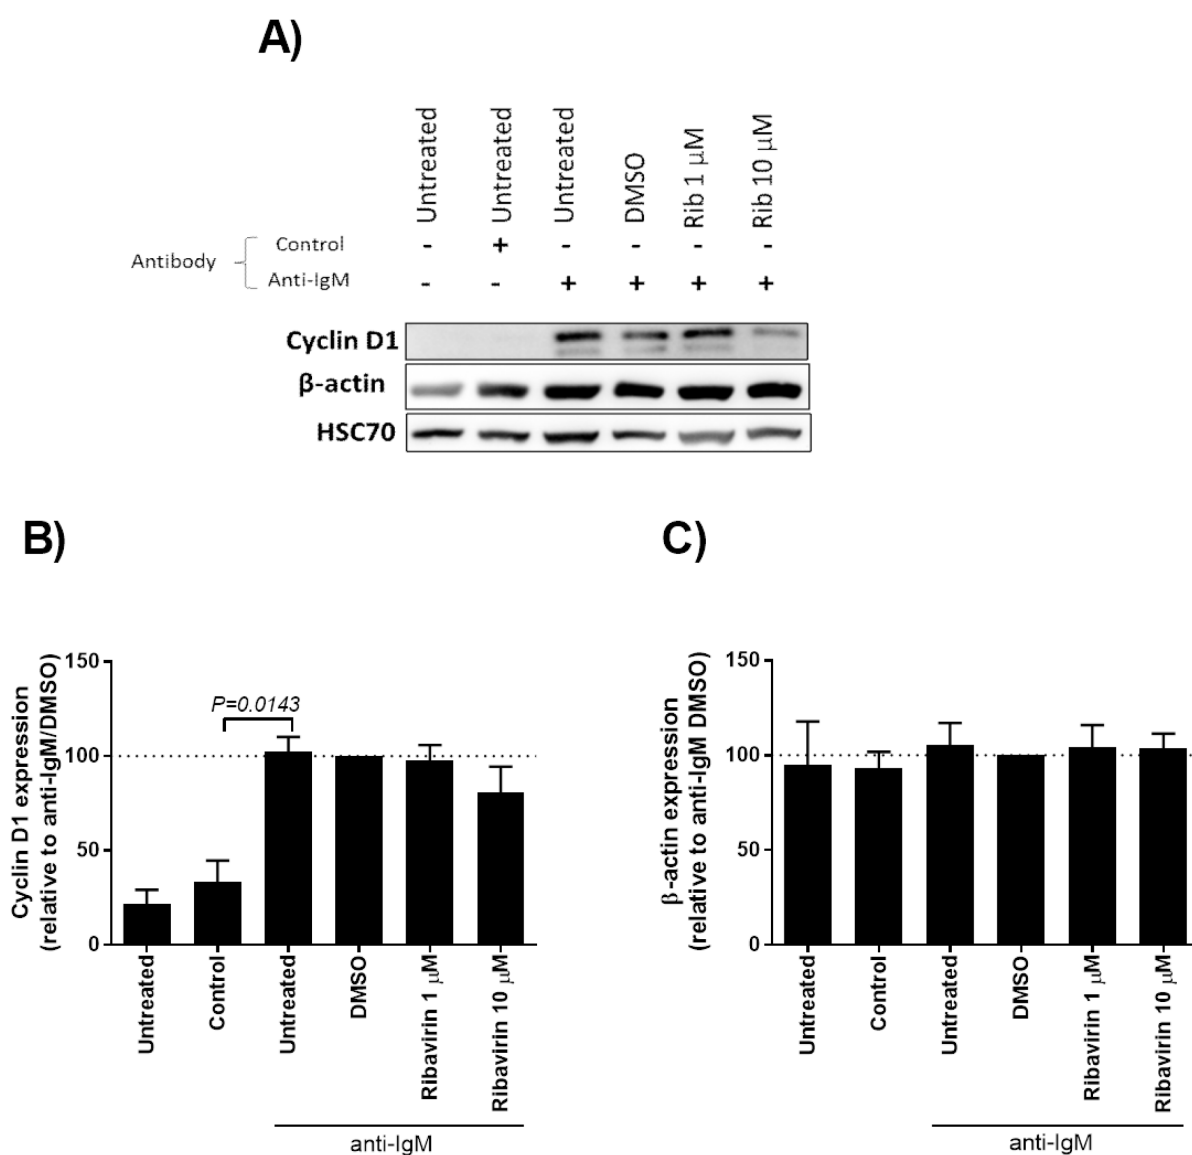 A)
Untreated
Untreated
Untreated
DMSO
Rib 1 μM
Rib 10 μM
Antibody
Control - + - - - -
Anti-IgM - - + + + +
Cyclin D1
β-actin
HSC70
B)
Cyclin D1 expression
(relative to anti-IgM/DMSO)
150
100
50
0
P=0.0143
Untreated
Control
Untreated
DMSO
Ribavirin 1 μM
Ribavirin 10 μM
anti-IgM
C)
β-actin expression
(relative to anti-IgM DMSO)
150
100
50
0
Untreated
Control
Untreated
DMSO
Ribavirin 1 μM
Ribavirin 10 μM
anti-IgM